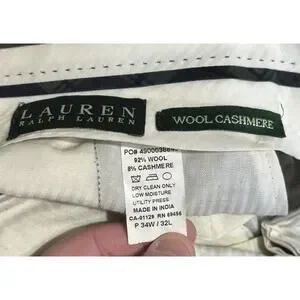 LAUREN
RALPH LAUREN
WOOL CASHMERE
92% WOOL
8% CASHMERE
DRY CLEAN ONLY
LOW MOISTURE
UTILITY PRESS
MADE IN INDIA
CA-01128 RN 69456
P 34W / 32L